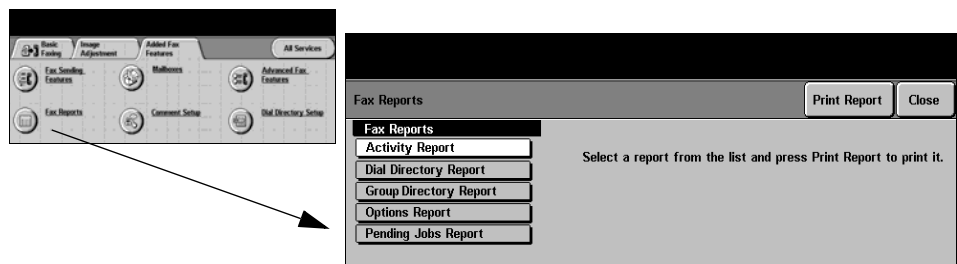 Basic Faxing
Image Adjustment
Added Fax Features
All Services
Fax Sending Features
Mailboxes
Advanced Fax Features
Fax Reports
Comment Setup
Dial Directory Setup
Fax Reports
Print Report
Close
Fax Reports
Activity Report
Dial Directory Report
Group Directory Report
Options Report
Pending Jobs Report
Select a report from the list and press Print Report to print it.